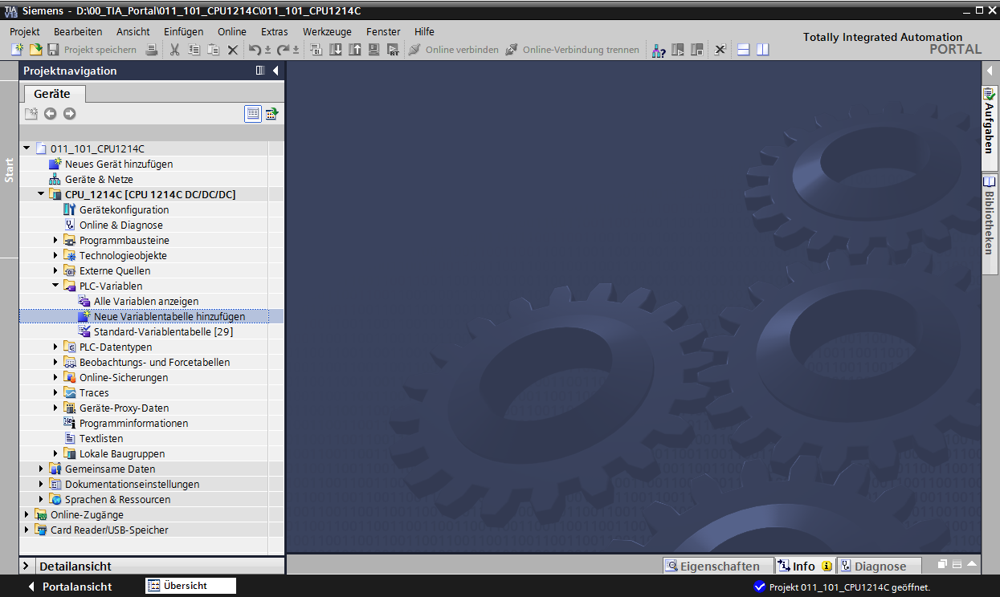 TIA V13 Siemens - D:\00_TIA_Portal\011_101_CPU1214C\011_101_CPU1214C
Projekt Bearbeiten Ansicht Einfügen Online Extras Werkzeuge Fenster Hilfe
Totally Integrated Automation
PORTAL
Projekt speichern Online verbinden Online-Verbindung trennen
Projektnavigation
Geräte
Start
011_101_CPU1214C
Neues Gerät hinzufügen
Geräte & Netze
CPU_1214C [CPU 1214C DC/DC/DC]
Gerätekonfiguration
Online & Diagnose
Programmbausteine
Technologieobjekte
Externe Quellen
PLC-Variablen
Alle Variablen anzeigen
Neue Variablentabelle hinzufügen
Standard-Variablentabelle [29]
PLC-Datentypen
Beobachtungs- und Forcetabellen
Online-Sicherungen
Traces
Geräte-Proxy-Daten
Programminformationen
Textlisten
Lokale Baugruppen
Gemeinsame Daten
Dokumentationseinstellungen
Sprachen & Ressourcen
Online-Zugänge
Card Reader/USB-Speicher
Detailansicht
Aufgaben
Bibliotheken
Eigenschaften Info Diagnose
Portalansicht Übersicht Projekt 011_101_CPU1214C geöffnet.